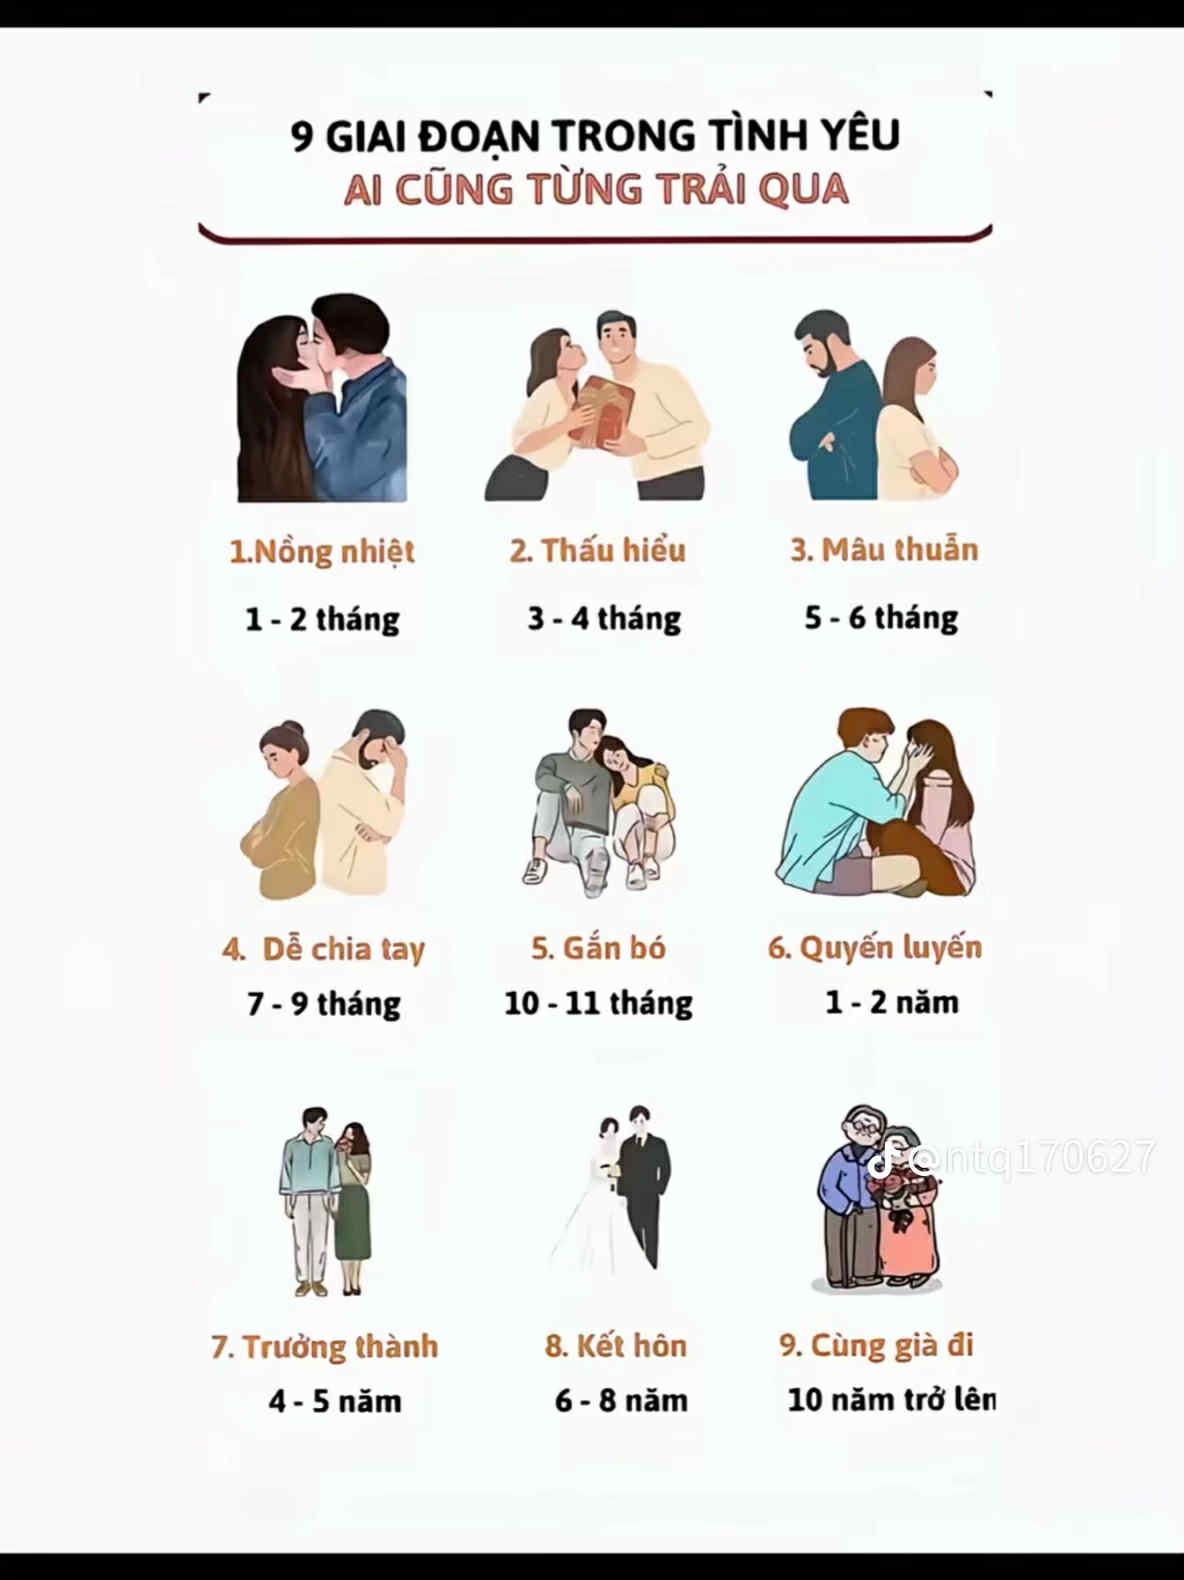 9 GIAI ĐOẠN TRONG TÌNH YÊU
AI CŨNG TỪNG TRẢI QUA
1.Nồng nhiệt
1 - 2 tháng
2. Thấu hiểu
3 - 4 tháng
3. Mâu thuẫn
5 - 6 tháng
4. Dễ chia tay
7 - 9 tháng
5. Gắn bó
10 - 11 tháng
6. Quyến luyến
1 - 2 năm
@ntq170627
7. Trưởng thành
4 - 5 năm
8. Kết hôn
6 - 8 năm
9. Cùng già đi
10 năm trở lên